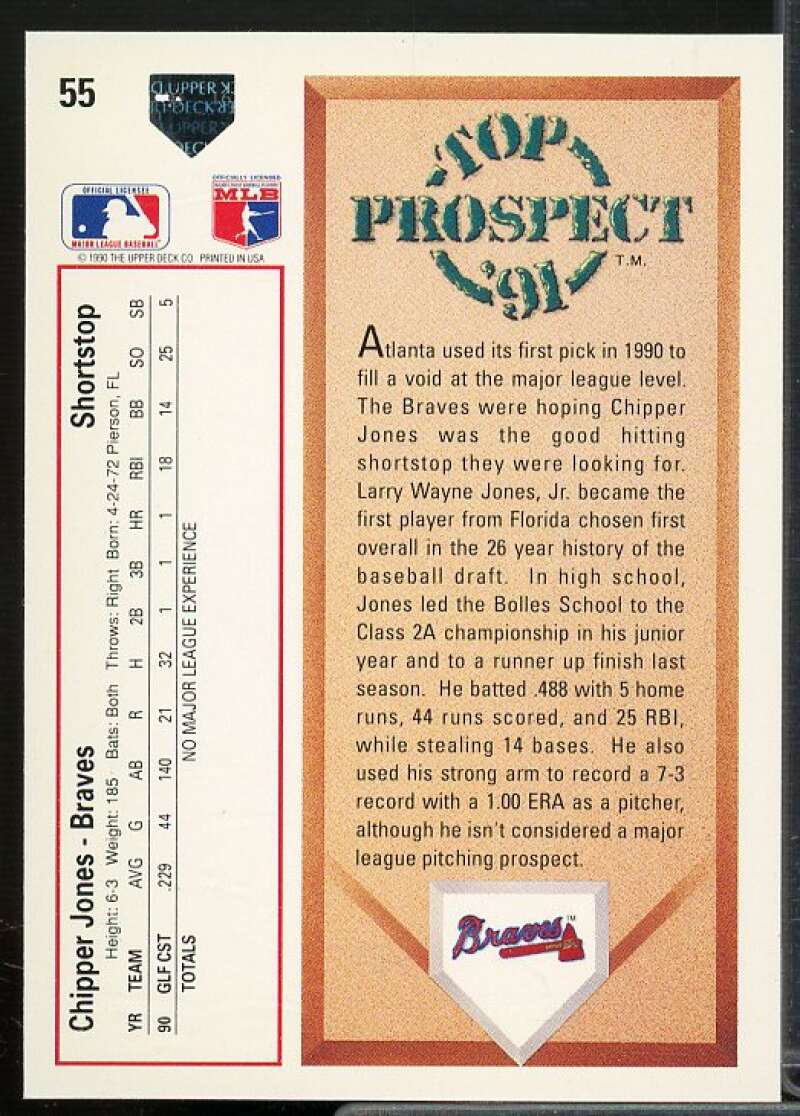 55
UPPER
DECK
UPPER
DEC
OFFICIAL LICENSEE
MAJOR LEAGUE BASEBALL
OFFICIALLY LICENSED
MLB
© 1990 THE UPPER DECK CO. PRINTED IN USA
Chipper Jones - Braves Shortstop
Height: 6-3 Weight: 185 Bats: Both Throws: Right Born: 4-24-72 Pierson, FL
YR TEAM AVG G AB R H 2B 3B HR RBI BB SO SB
90 GLFCST .229 44 140 21 32 1 1 1 18 14 25 5
TOTALS NO MAJOR LEAGUE EXPERIENCE
TOP
PROSPECT
'91
T.M.
Atlanta used its first pick in 1990 to
fill a void at the major league level.
The Braves were hoping Chipper
Jones was the good hitting
shortstop they were looking for.
Larry Wayne Jones, Jr. became the
first player from Florida chosen first
overall in the 26 year history of the
baseball draft. In high school,
Jones led the Bolles School to the
Class 2A championship in his junior
year and to a runner up finish last
season. He batted .488 with 5 home
runs, 44 runs scored, and 25 RBI,
while stealing 14 bases. He also
used his strong arm to record a 7-3
record with a 1.00 ERA as a pitcher,
although he isn't considered a major
league pitching prospect.
Braves TM